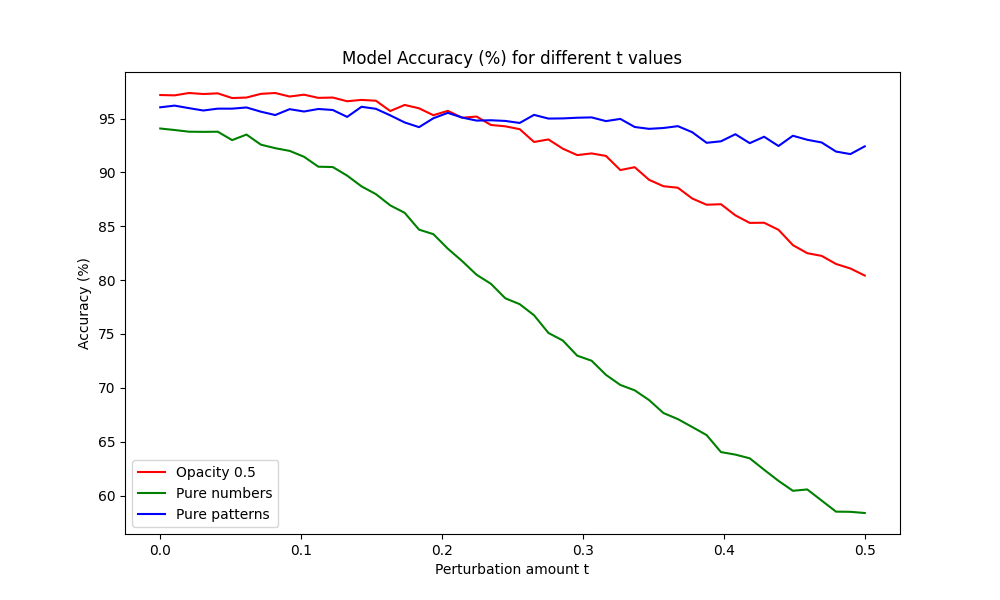 Model Accuracy (%) for different t values
Accuracy (%)
95
90
85
80
75
70
65
60
Opacity 0.5
Pure numbers
Pure patterns
0.0 0.1 0.2 0.3 0.4 0.5
Perturbation amount t